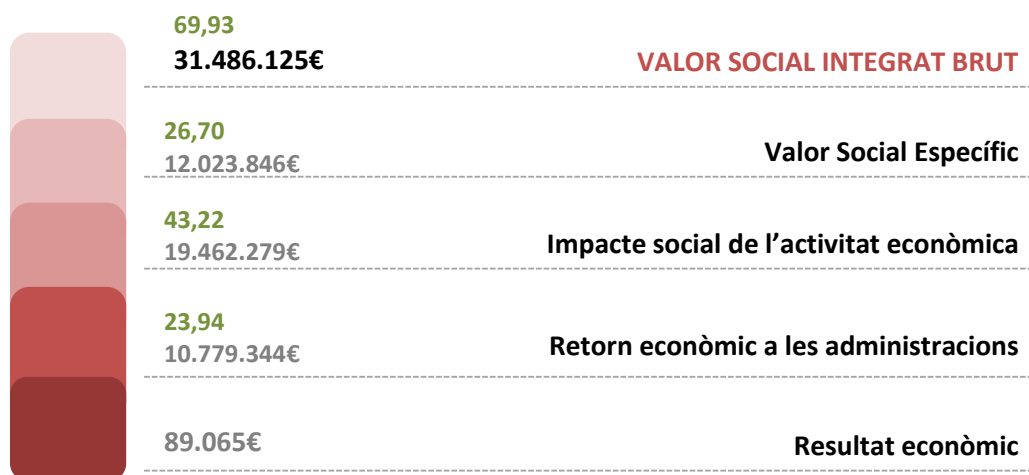 69,93
31.486.125€
VALOR SOCIAL INTEGRAT BRUT
26,70
12.023.846€
Valor Social Específic
43,22
19.462.279€
Impacte social de l’activitat econòmica
23,94
10.779.344€
Retorn econòmic a les administracions
89.065€
Resultat econòmic